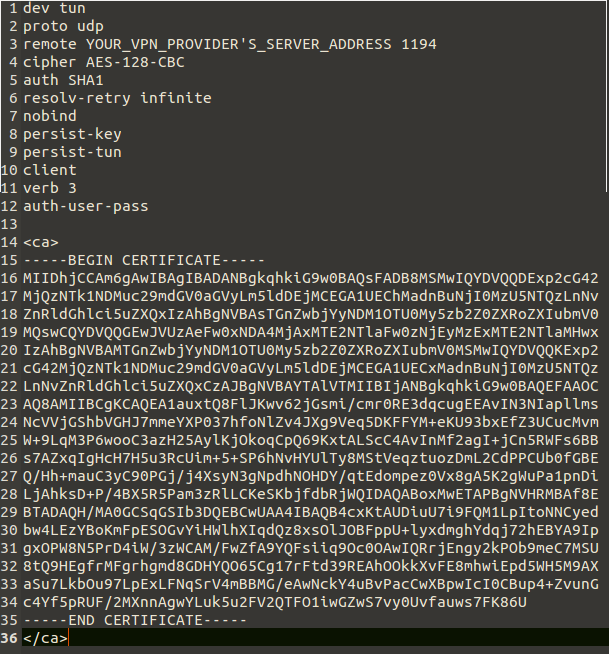 1 dev tun
2 proto udp
3 remote YOUR_VPN_PROVIDER'S_SERVER_ADDRESS 1194
4 cipher AES-128-CBC
5 auth SHA1
6 resolv-retry infinite
7 nobind
8 persist-key
9 persist-tun
10 client
11 verb 3
12 auth-user-pass
13
14 <ca>
15 -----BEGIN CERTIFICATE-----
16 MIIDhjCCAm6gAwIBAgIBADANBgkqhkiG9w0BAQsFADB8MSMwIQYDVQQDExp2cG42
17 MjQzNTk1NDMuc29mdGV0aGVyLm5ldDEjMCEGA1UEChMadnBuNjI0MzU5NTQzLnNv
18 ZnRldGhlci5uZXQxIzAhBgNVBAsTGnZwbjYyNDM1OTU0My5zb2Z0ZXRoZXIubmV0
19 MQswCQYDVQQGEwJVUzAeFw0xNDA4MjAxMTE2NTlaFw0zNjEyMzExMTE2NTlaMHwx
20 IzAhBgNVBAMTGnZwbjYyNDM1OTU0My5zb2Z0ZXRoZXIubmV0MSMwIQYDVQQKExp2
21 cG42MjQzNTk1NDMuc29mdGV0aGVyLm5ldDEjMCEGA1UECxMadnBuNjI0MzU5NTQz
22 LnNvZnRldGhlci5uZXQxCzAJBgNVBAYTAlVTMIIBIjANBgkqhkiG9w0BAQEFAAOC
23 AQ8AMIIBCgKCAQEA1auxtQ8FlJKwv62jGsmi/cmr0RE3dqcugEEAvIN3NIapllms
24 NcVVjGShbVGHJ7mmeYXP037hfoNlZv4JXg9Veq5DKFFYM+eKU93bxEfZ3UCucMvm
25 W+9LqM3P6wooC3azH25AylKjOkoqCpQ69KxtALScC4AvInMf2agI+jCn5RWFs6BB
26 s7AZxqIgHcH7H5u3RcUim+5+SP6hNvHYUlTy8MStVeqztuozDmL2CdPPCUb0fGBE
27 Q/Hh+mauC3yC90PGj/j4XsyN3gNpdhNOHDY/qtEdompez0Vx8gA5K2gWuPa1pnDi
28 LjAhksD+P/4BX5R5Pam3zRlLCKeSKbjfdbRjWQIDAQABoxMwETAPBgNVHRMBAf8E
29 BTADAQH/MA0GCSqGSIb3DQEBCwUAA4IBAQB4cxKtAUDiuU7i9FQM1LpItoNNCyed
30 bw4LEzYBoKmFpESOGvYiHWlhXIqdQz8xsOlJOBFppU+lyxdmghYdqj72hEBYA9Ip
31 gxOPW8N5PrD4iW/3zWCAM/FwZfA9YQFsiiq9Oc0OAwIQRrjEngy2kPOb9meC7MSU
32 8tQ9HEgfrMFgrhgmd8GDHYQO65Cg17rFtd39REAhOOkkXvFE8mhwiEpd5WH5M9AX
33 aSu7LkbOu97LpExLFNqSrV4mBBMG/eAwNckY4uBvPacCwXBpwIcI0CBup4+ZvunG
34 c4Yf5pRUF/2MXnnAgwYLuk5u2FV2QTFO1iwGZwS7vy0Uvfauws7FK86U
35 -----END CERTIFICATE-----
36 </ca>